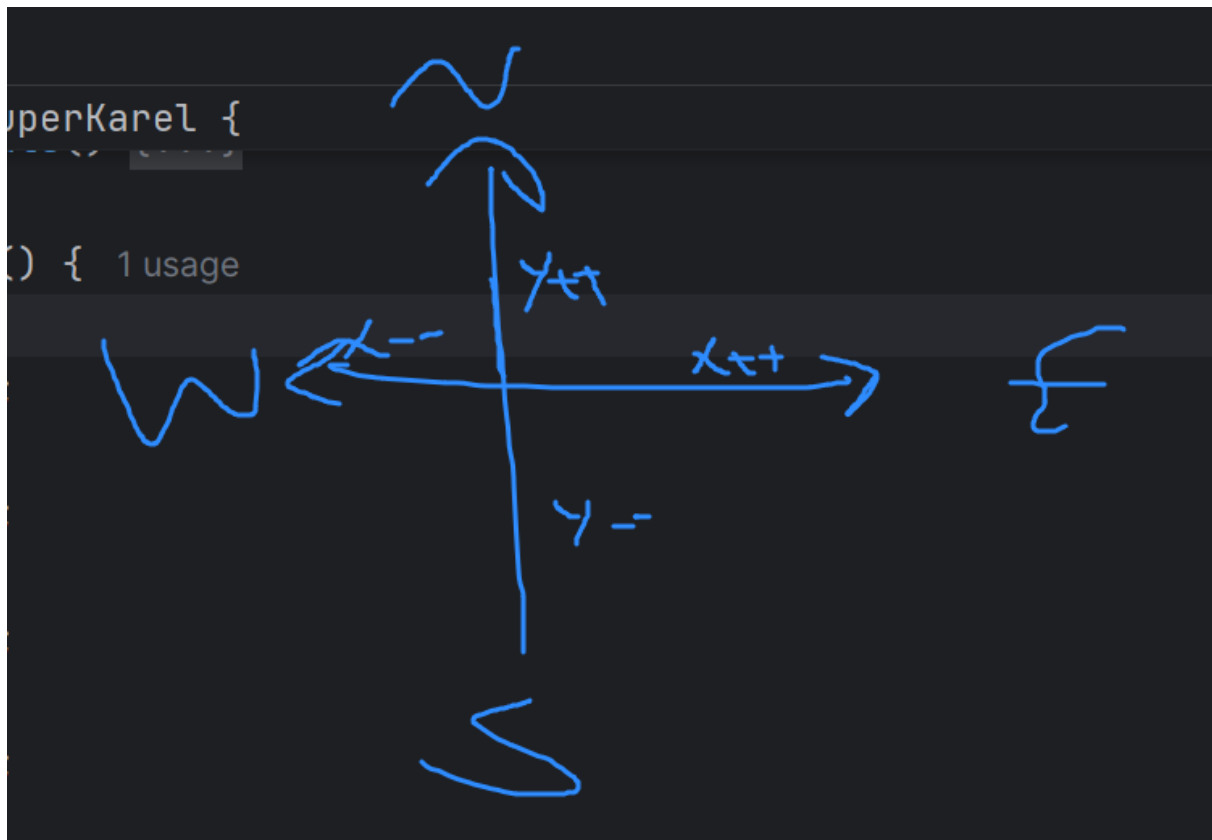 N
uperKarel {
() { 1 usage
y++
W x-- x++ E
y--
S